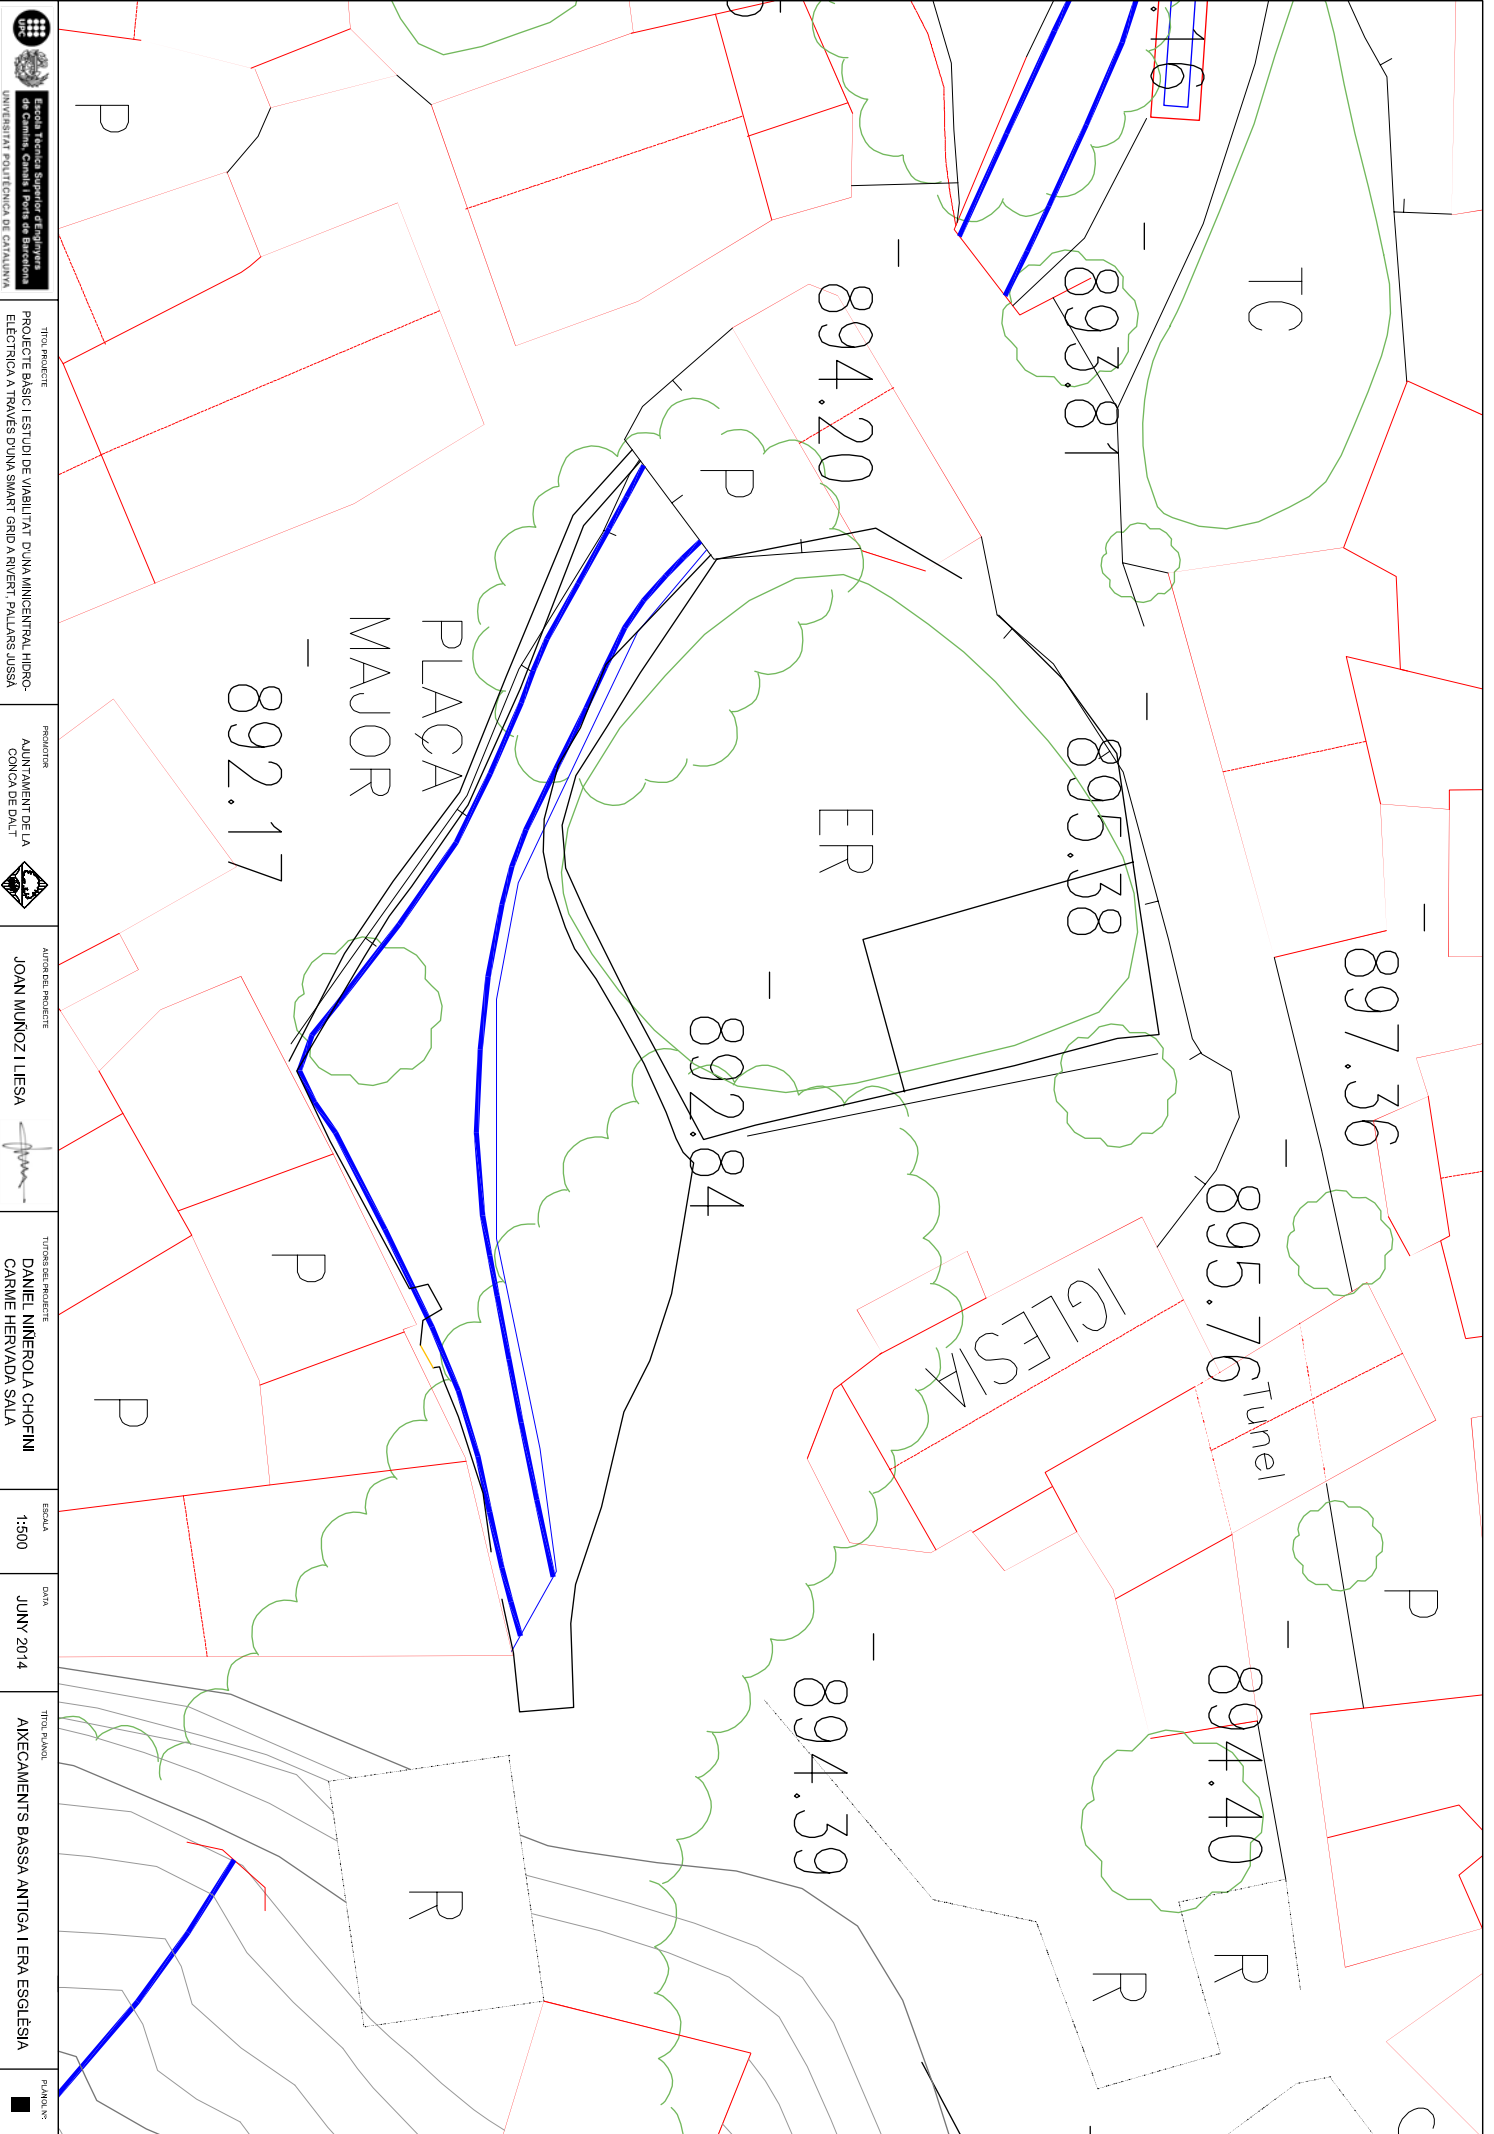 P
.16
TC
893.81
894.20
P
PLAÇA
MAJOR
892.17
ER
895.38
897.36
892.84
895.76
Tunel
IGLESIA
P
P
P
894.39
894.40
R
R
R
C
UPC
Escola Tècnica Superior d'Enginyers
de Camins, Canals i Ports de Barcelona
UNIVERSITAT POLITÈCNICA DE CATALUNYA
TÍTOL PROJECTE
PROJECTE BÀSIC I ESTUDI DE VIABILITAT D'UNA MINICENTRAL HIDRO-
ELÈCTRICA A TRAVÉS D'UNA SMART GRID A RIVERT, PALLARS JUSSÀ
PROMOTOR
AJUNTAMENT DE LA
CONCA DE DALT
AUTOR DEL PROJECTE
JOAN MUÑOZ I LIESA
TUTORS DEL PROJECTE
DANIEL NIÑEROLA CHOFINI
CARME HERVADA SALA
ESCALA
1:500
DATA
JUNY 2014
TÍTOL PLÀNOL
AIXECAMENTS BASSA ANTIGA I ERA ESGLÈSIA
PLÀNOL Nº: